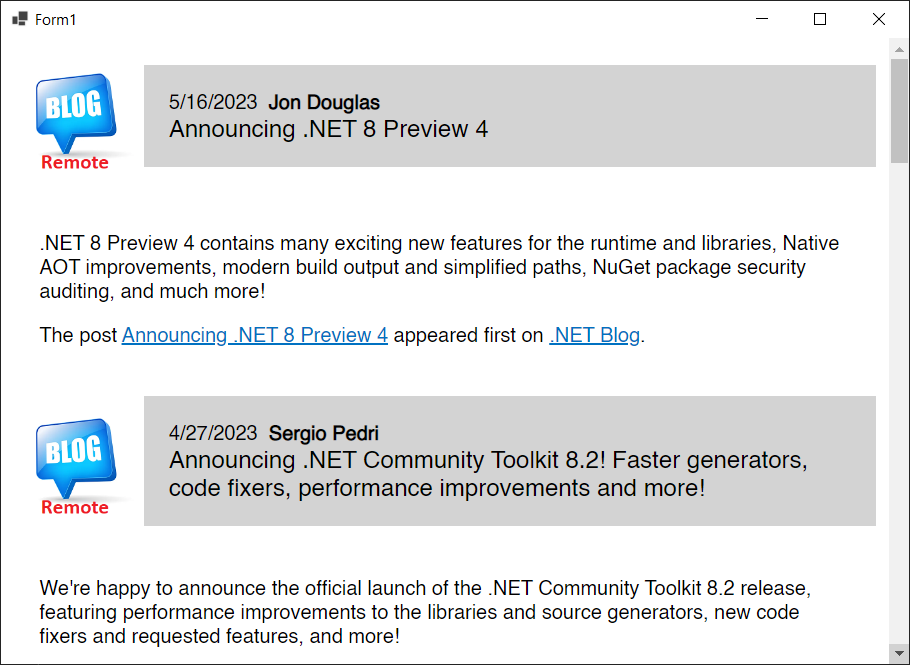 Form1
BLOG
Remote
5/16/2023 Jon Douglas
Announcing .NET 8 Preview 4
.NET 8 Preview 4 contains many exciting new features for the runtime and libraries, Native
AOT improvements, modern build output and simplified paths, NuGet package security
auditing, and much more!
The post Announcing .NET 8 Preview 4 appeared first on .NET Blog.
BLOG
Remote
4/27/2023 Sergio Pedri
Announcing .NET Community Toolkit 8.2! Faster generators,
code fixers, performance improvements and more!
We're happy to announce the official launch of the .NET Community Toolkit 8.2 release,
featuring performance improvements to the libraries and source generators, new code
fixers and requested features, and more!